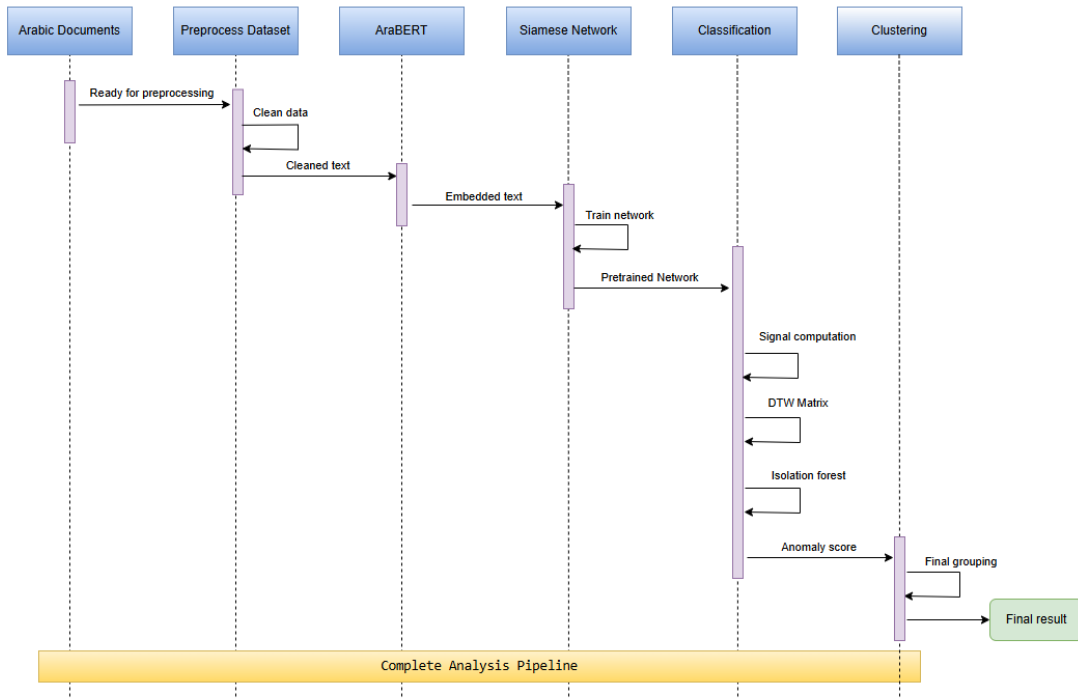 Arabic Documents
Preprocess Dataset
AraBERT
Siamese Network
Classification
Clustering
Ready for preprocessing
Clean data
Cleaned text
Embedded text
Train network
Pretrained Network
Signal computation
DTW Matrix
Isolation forest
Anomaly score
Final grouping
Final result
Complete Analysis Pipeline